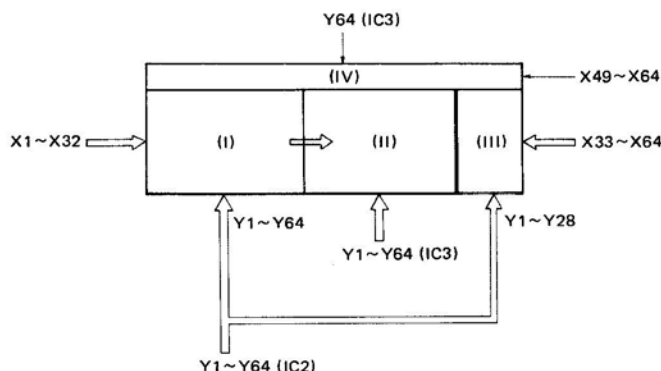 Y64 (IC3)
(IV)
X49~X64
X1~X32
(I)
(II)
(III)
X33~X64
Y1~Y64
Y1~Y28
Y1~Y64 (IC3)
Y1~Y64 (IC2)